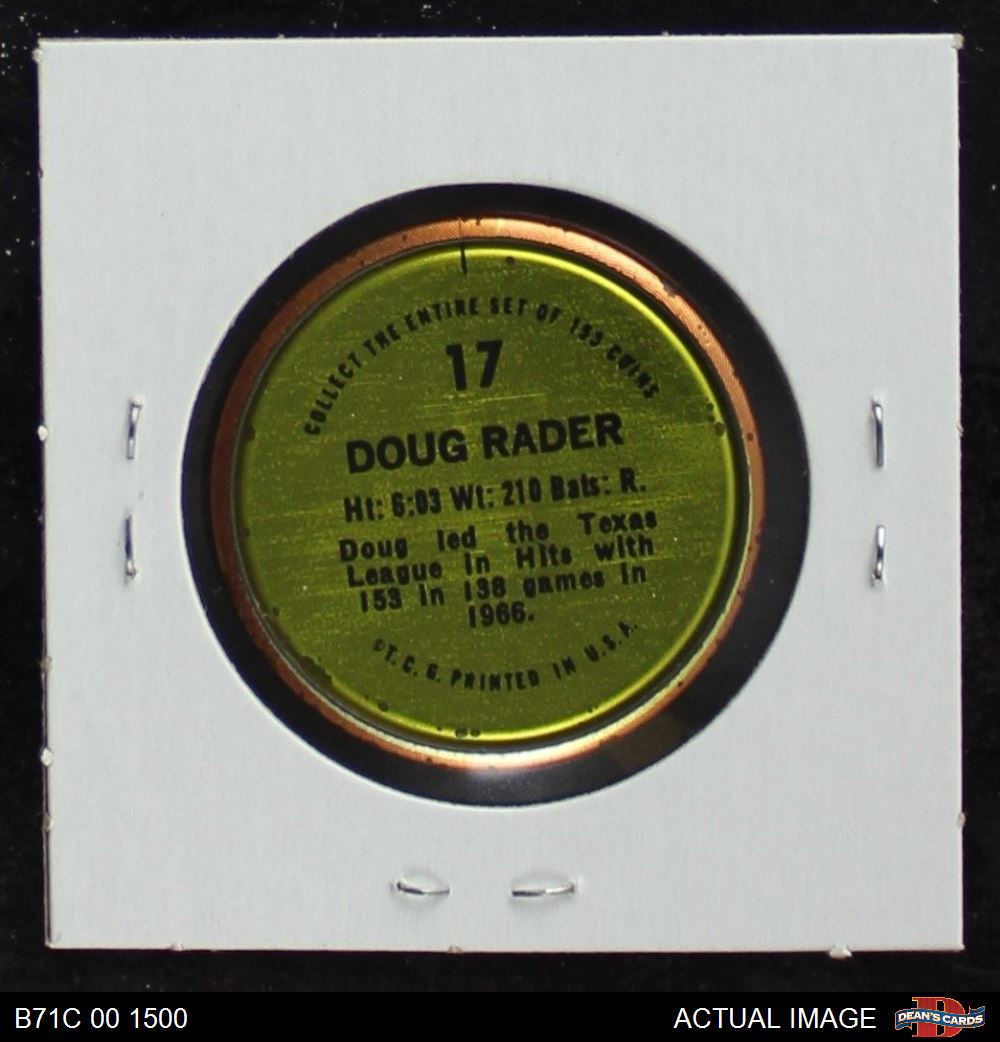 COLLECT THE ENTIRE SET OF 153 COINS
17
DOUG RADER
Ht: 6:03 Wt: 210 Bats: R.
Doug led the Texas
League in Hits with
153 in 138 games in
1966.
©T. C. G. PRINTED IN U.S.A.
B71C 00 1500
ACTUAL IMAGE
D
DEAN'S CARDS